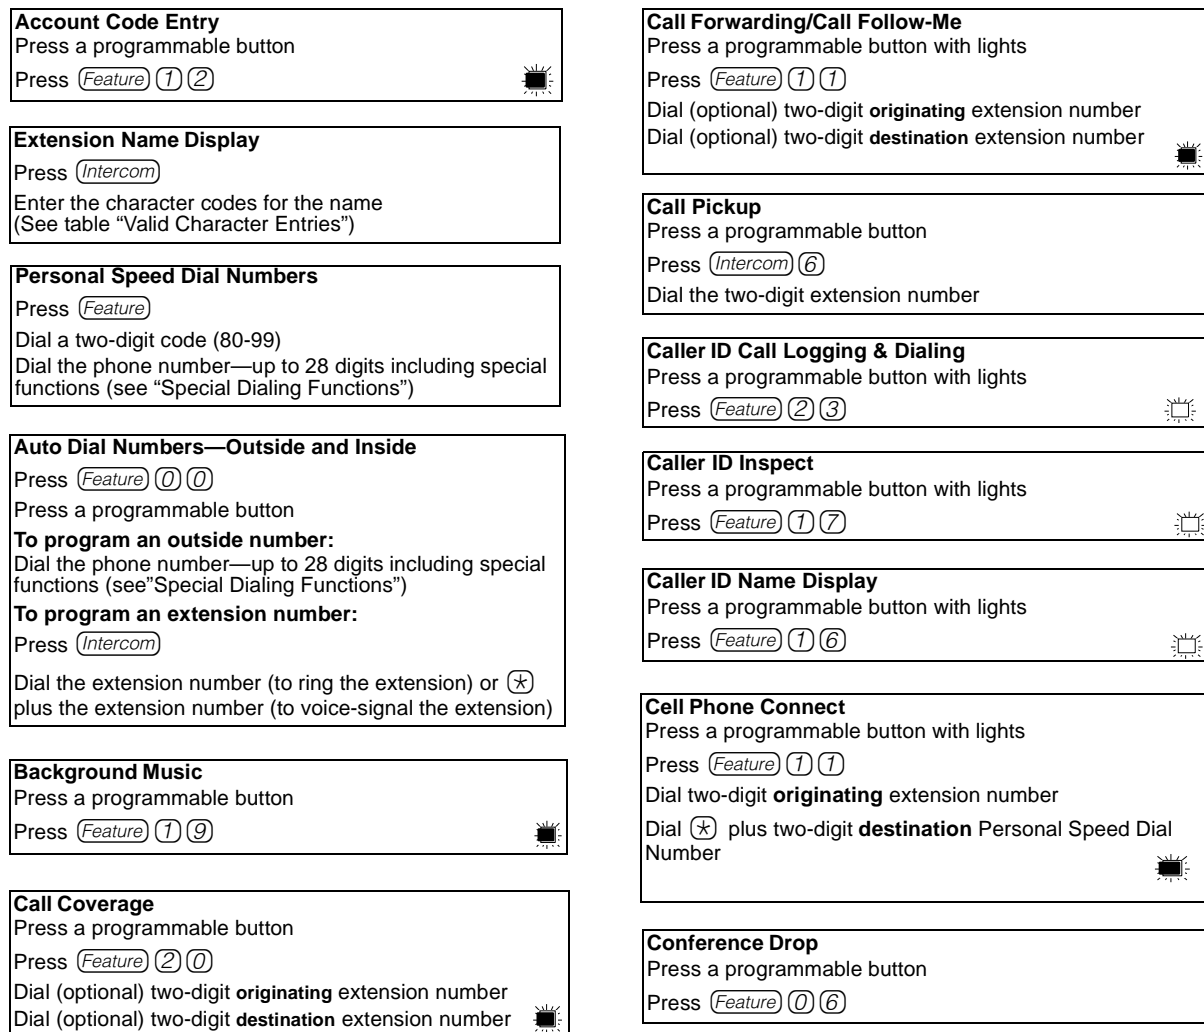 Account Code Entry
Press a programmable button
Press Feature 1 2
Extension Name Display
Press Intercom
Enter the character codes for the name
(See table “Valid Character Entries”)
Personal Speed Dial Numbers
Press Feature
Dial a two-digit code (80-99)
Dial the phone number—up to 28 digits including special
functions (see “Special Dialing Functions”)
Auto Dial Numbers—Outside and Inside
Press Feature 0 0
Press a programmable button
To program an outside number:
Dial the phone number—up to 28 digits including special
functions (see”Special Dialing Functions”)
To program an extension number:
Press Intercom
Dial the extension number (to ring the extension) or *
plus the extension number (to voice-signal the extension)
Background Music
Press a programmable button
Press Feature 1 9
Call Coverage
Press a programmable button
Press Feature 2 0
Dial (optional) two-digit originating extension number
Dial (optional) two-digit destination extension number
Call Forwarding/Call Follow-Me
Press a programmable button with lights
Press Feature 1 1
Dial (optional) two-digit originating extension number
Dial (optional) two-digit destination extension number
Call Pickup
Press a programmable button
Press Intercom 6
Dial the two-digit extension number
Caller ID Call Logging & Dialing
Press a programmable button with lights
Press Feature 2 3
Caller ID Inspect
Press a programmable button with lights
Press Feature 1 7
Caller ID Name Display
Press a programmable button with lights
Press Feature 1 6
Cell Phone Connect
Press a programmable button with lights
Press Feature 1 1
Dial two-digit originating extension number
Dial * plus two-digit destination Personal Speed Dial
Number
Conference Drop
Press a programmable button
Press Feature 0 6